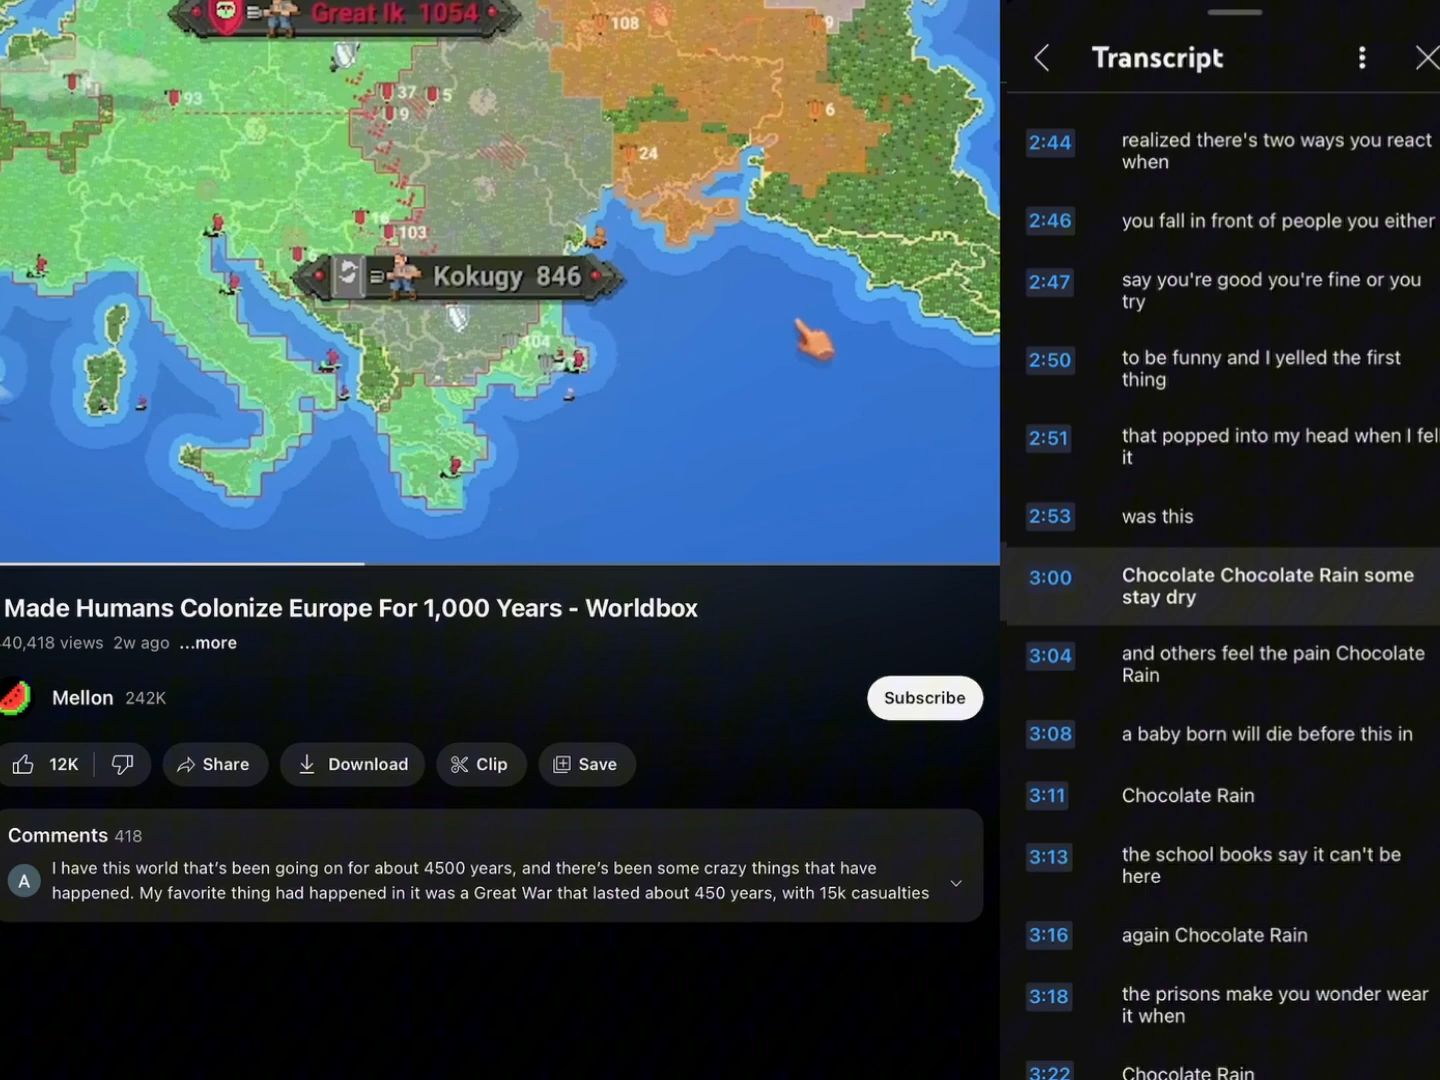 Great Ik 1054
108
9
37
5
93
9
6
24
16
103
Kokugy 846
104
Made Humans Colonize Europe For 1,000 Years - Worldbox
40,418 views 2w ago ...more
Mellon 242K
Subscribe
12K
Share
Download
Clip
Save
Comments 418
A
I have this world that's been going on for about 4500 years, and there's been some crazy things that have
happened. My favorite thing had happened in it was a Great War that lasted about 450 years, with 15k casualties
Transcript
2:44
realized there's two ways you react
when
2:46
you fall in front of people you either
2:47
say you're good you're fine or you
try
2:50
to be funny and I yelled the first
thing
2:51
that popped into my head when I fell
it
2:53
was this
3:00
Chocolate Chocolate Rain some
stay dry
3:04
and others feel the pain Chocolate
Rain
3:08
a baby born will die before this in
3:11
Chocolate Rain
3:13
the school books say it can't be
here
3:16
again Chocolate Rain
3:18
the prisons make you wonder wear
it when
3:22
Chocolate Rain